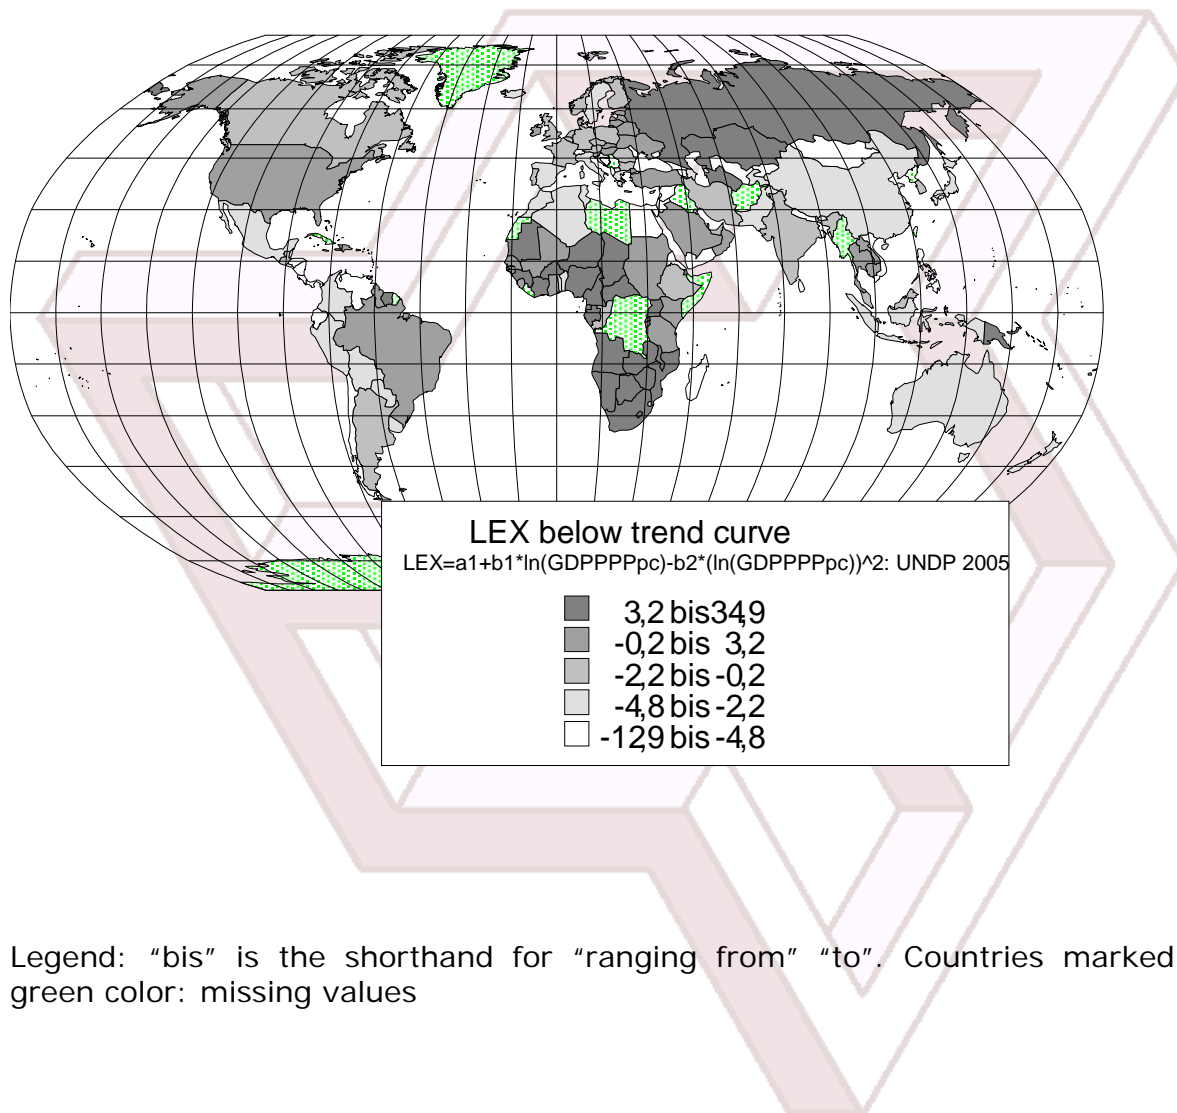 LEX below trend curve
LEX=a1+b1*ln(GDPPPPpc)-b2*(ln(GDPPPPpc))^2: UNDP 2005
3,2 bis 34,9
-0,2 bis 3,2
-2,2 bis -0,2
-4,8 bis -2,2
-12,9 bis -4,8
Legend: “bis” is the shorthand for “ranging from” “to”. Countries marked
green color: missing values